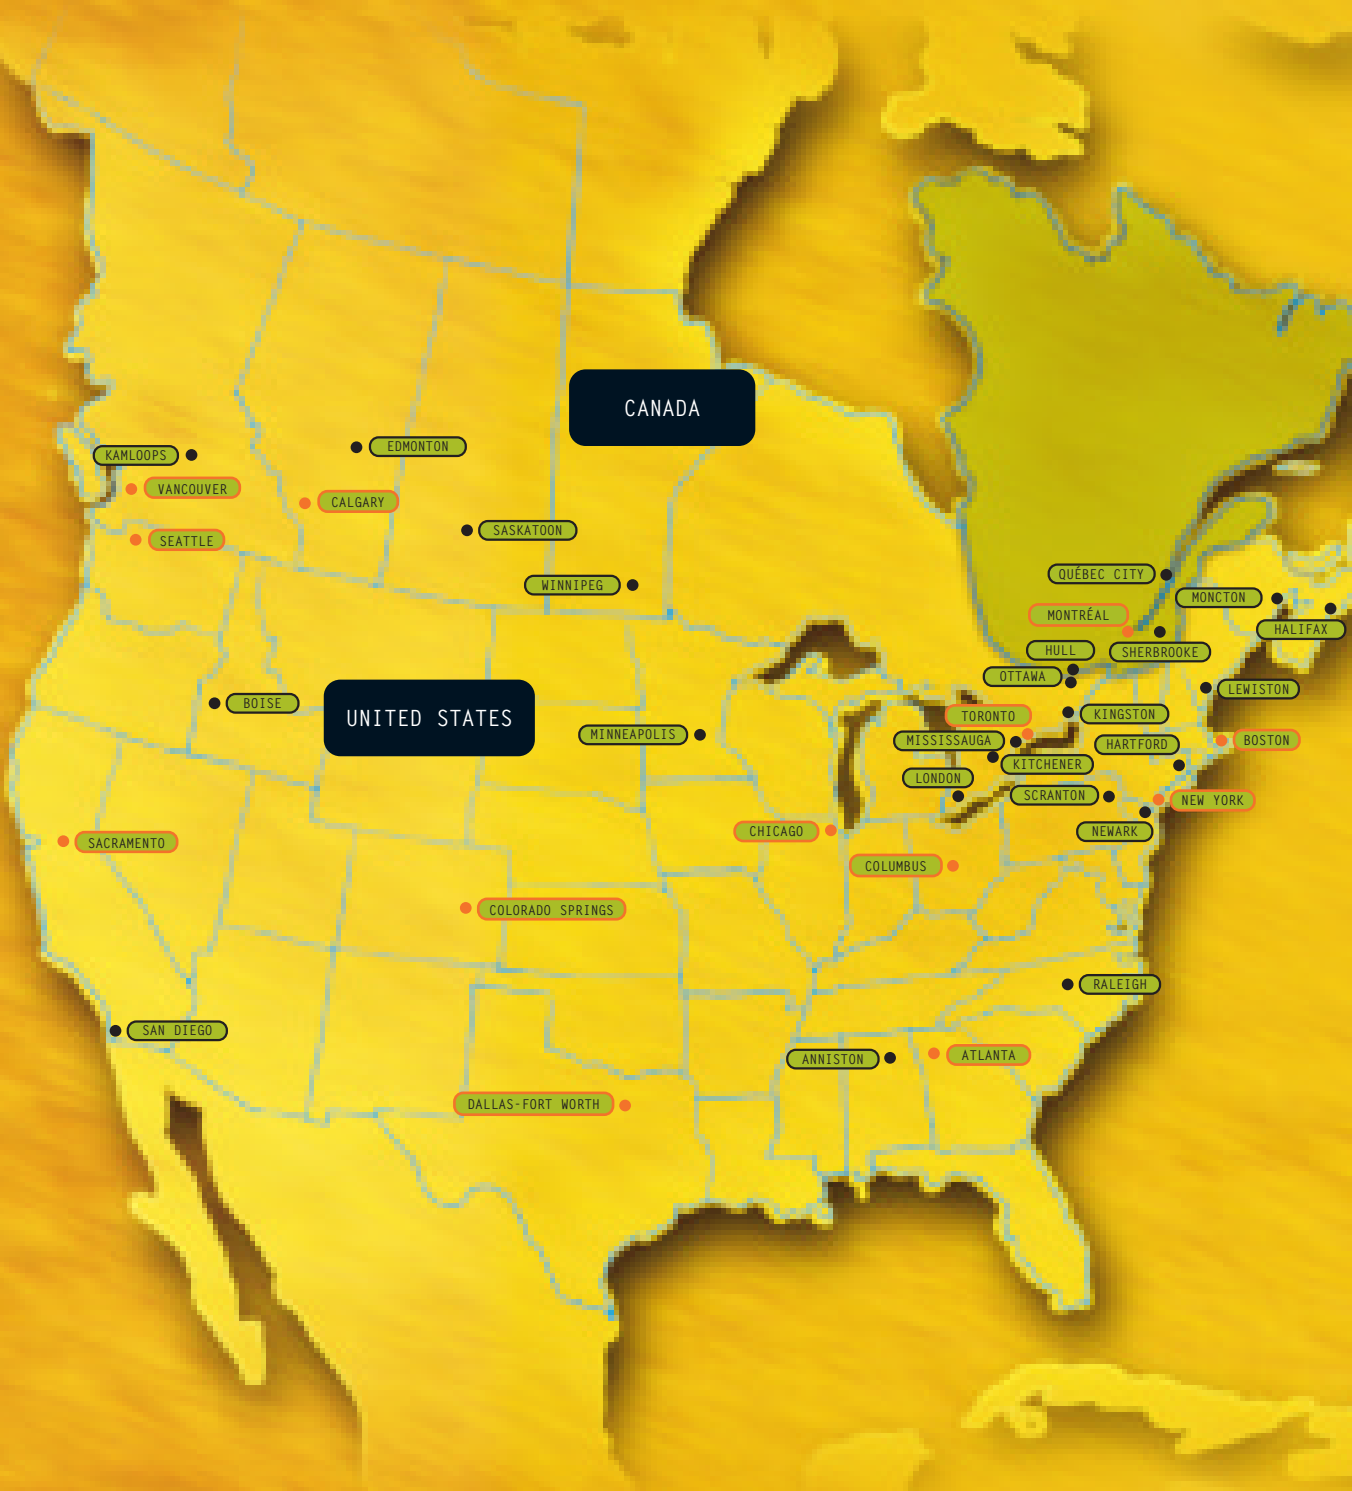 CANADA
KAMLOOPS
EDMONTON
VANCOUVER
CALGARY
SEATTLE
SASKATOON
WINNIPEG
QUÉBEC CITY
MONCTON
MONTRÉAL
HALIFAX
HULL
SHERBROOKE
OTTAWA
LEWISTON
BOISE
UNITED STATES
MINNEAPOLIS
TORONTO
KINGSTON
MISSISSAUGA
HARTFORD
BOSTON
KITCHENER
LONDON
SCRANTON
NEW YORK
NEWARK
SACRAMENTO
CHICAGO
COLUMBUS
COLORADO SPRINGS
RALEIGH
SAN DIEGO
ANNISTON
ATLANTA
DALLAS-FORT WORTH